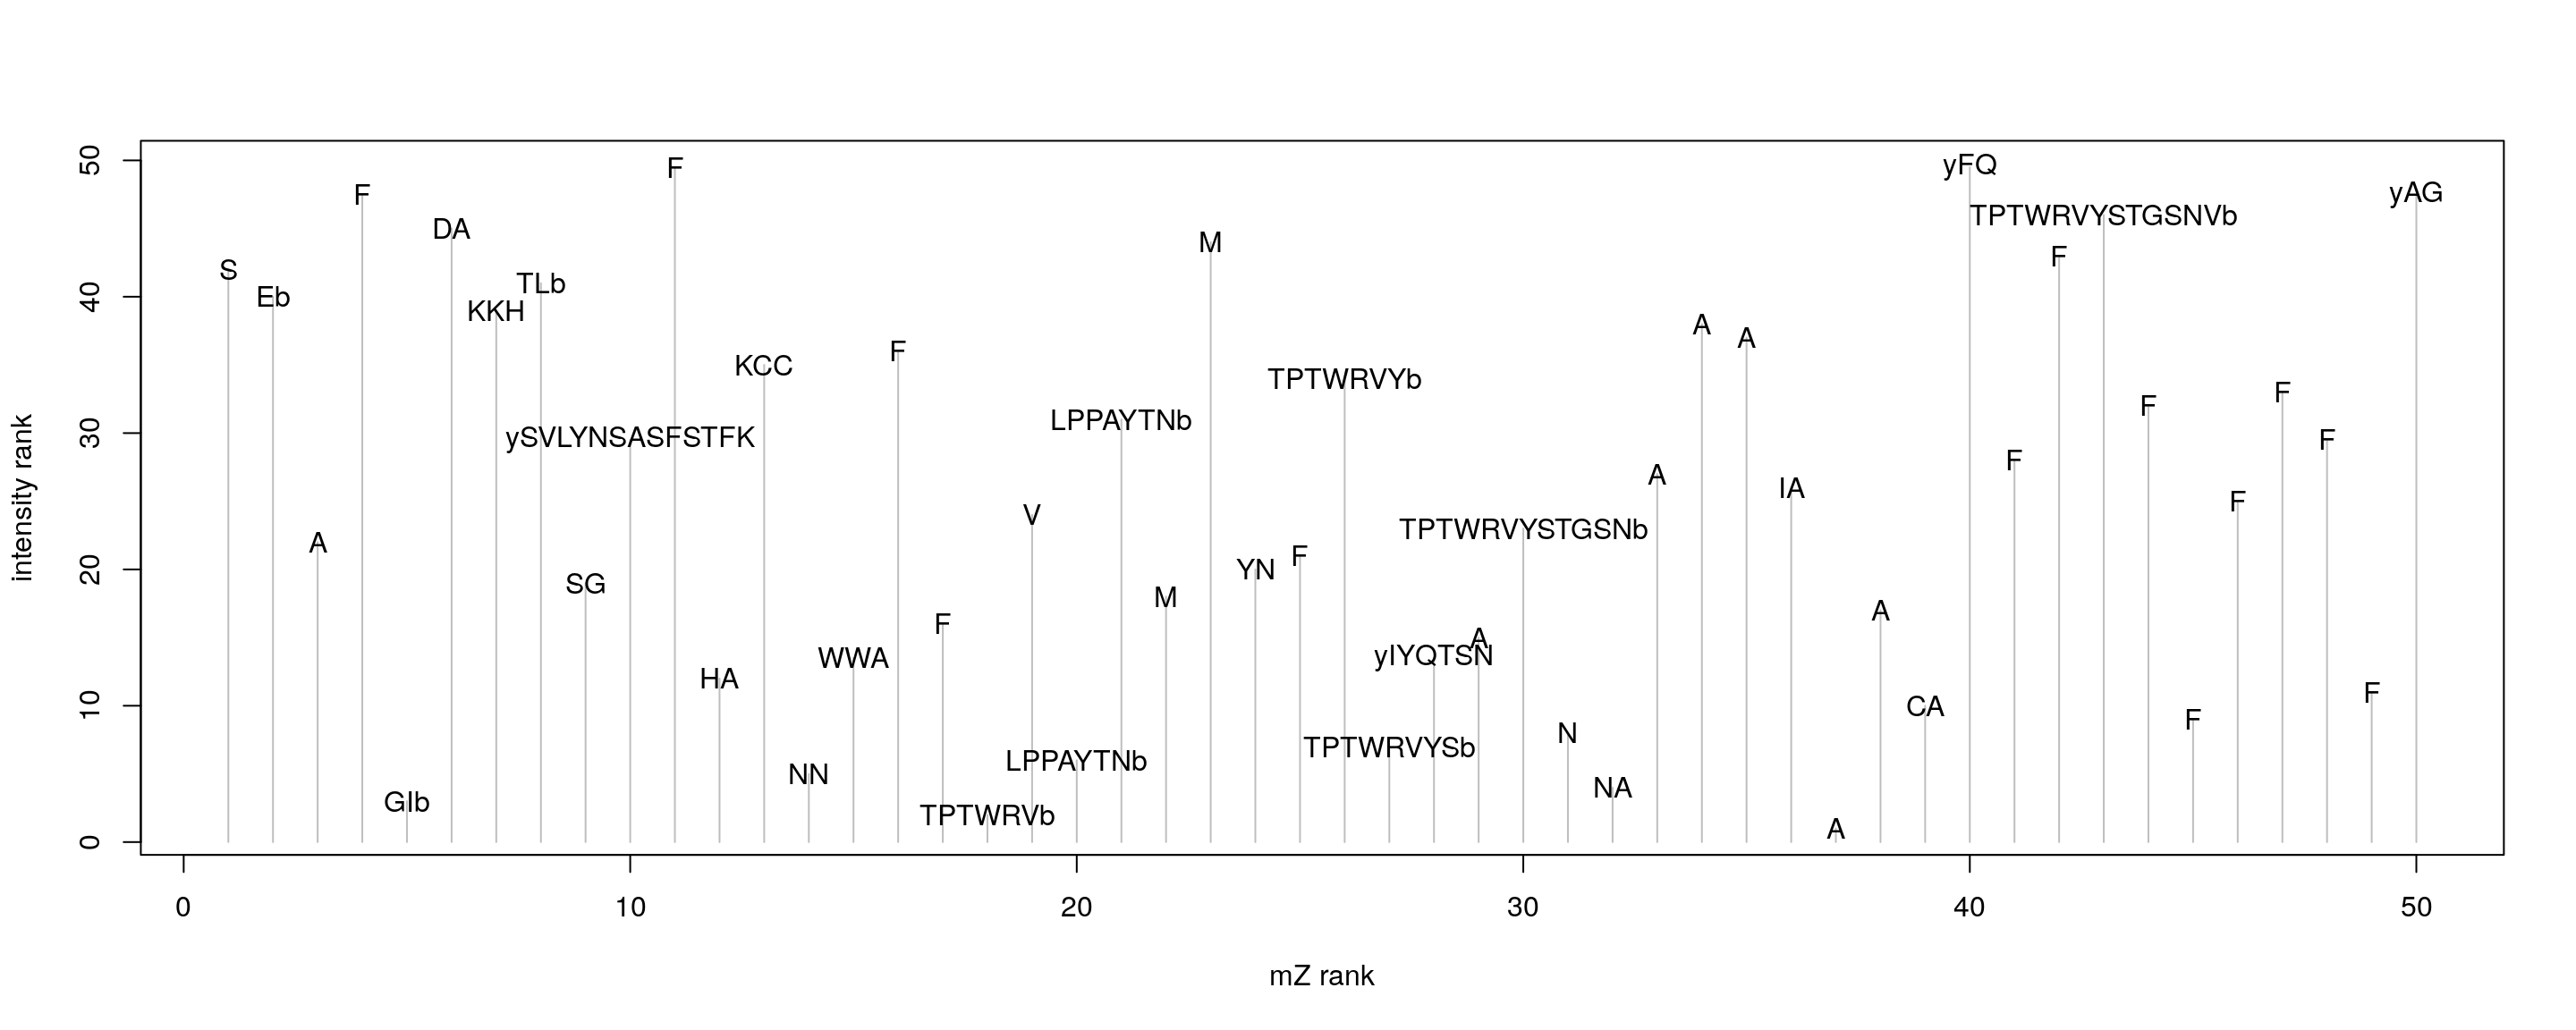 50
40
30
20
10
0
intensity rank
S
Eb
A
F
GIb
DA
KKH
TLb
SG
ySVLYNSASFSTFK
F
HA
KCC
NN
WWA
F
F
TPTWRVb
V
LPPAYTNb
LPPAYTNb
M
M
YN
F
TPTWRVYb
TPTWRVYSb
yIYQTSN
A
TPTWRVYSTGSNb
N
NA
A
A
A
IA
A
A
CA
yFQ
F
F
TPTWRVYSTGSNVb
F
F
F
F
F
F
yAG
0 10 20 30 40 50
mZ rank